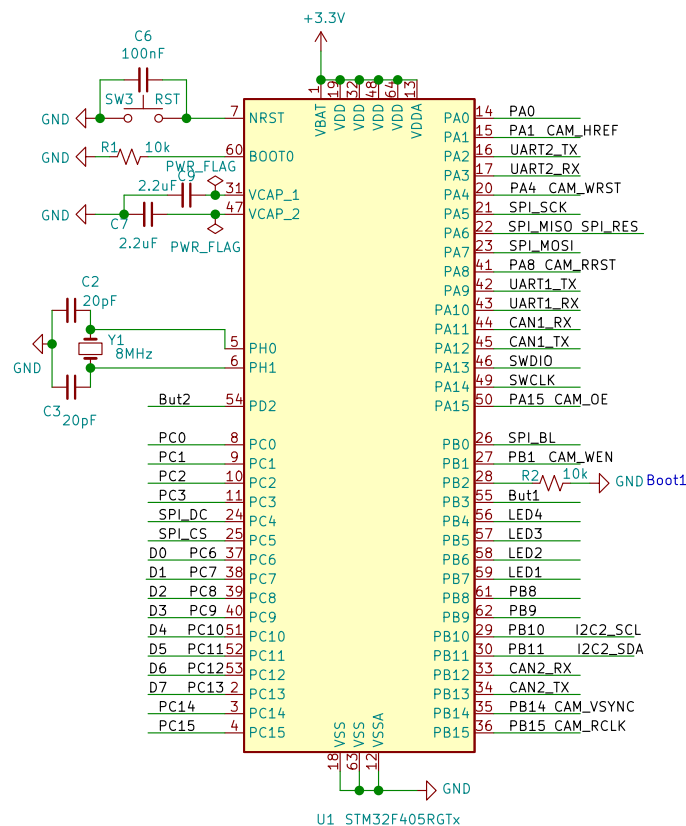 +3.3V
C6
100nF
SW3 RST
GND
R1 10k
GND
PWR_FLAG
C9
2.2uF
GND
C7
2.2uF
PWR_FLAG
C2
20pF
Y1
8MHz
GND
C3
20pF
1 VBAT
19 VDD
32 VDD
48 VDD
64 VDD
13 VDDA
7 NRST
60 BOOT0
31 VCAP_1
47 VCAP_2
5 PH0
6 PH1
But2 54 PD2
PC0 8 PC0
PC1 9 PC1
PC2 10 PC2
PC3 11 PC3
SPI_DC 24 PC4
SPI_CS 25 PC5
D0 PC6 37 PC6
D1 PC7 38 PC7
D2 PC8 39 PC8
D3 PC9 40 PC9
D4 PC10 51 PC10
D5 PC11 52 PC11
D6 PC12 53 PC12
D7 PC13 2 PC13
PC14 3 PC14
PC15 4 PC15
PA0 14 PA0
PA1 15 PA1 CAM_HREF
PA2 16 UART2_TX
PA3 17 UART2_RX
PA4 20 PA4 CAM_WRST
PA5 21 SPI_SCK
PA6 22 SPI_MISO SPI_RES
PA7 23 SPI_MOSI
PA8 41 PA8 CAM_RRST
PA9 42 UART1_TX
PA10 43 UART1_RX
PA11 44 CAN1_RX
PA12 45 CAN1_TX
PA13 46 SWDIO
PA14 49 SWCLK
PA15 50 PA15 CAM_OE
PB0 26 SPI_BL
PB1 27 PB1 CAM_WEN
PB2 28 R2 10k GND Boot1
PB3 55 But1
PB4 56 LED4
PB5 57 LED3
PB6 58 LED2
PB7 59 LED1
PB8 61 PB8
PB9 62 PB9
PB10 29 PB10 I2C2_SCL
PB11 30 PB11 I2C2_SDA
PB12 33 CAN2_RX
PB13 34 CAN2_TX
PB14 35 PB14 CAM_VSYNC
PB15 36 PB15 CAM_RCLK
VSS 18
VSS 63
VSSA 12
GND
U1 STM32F405RGTx